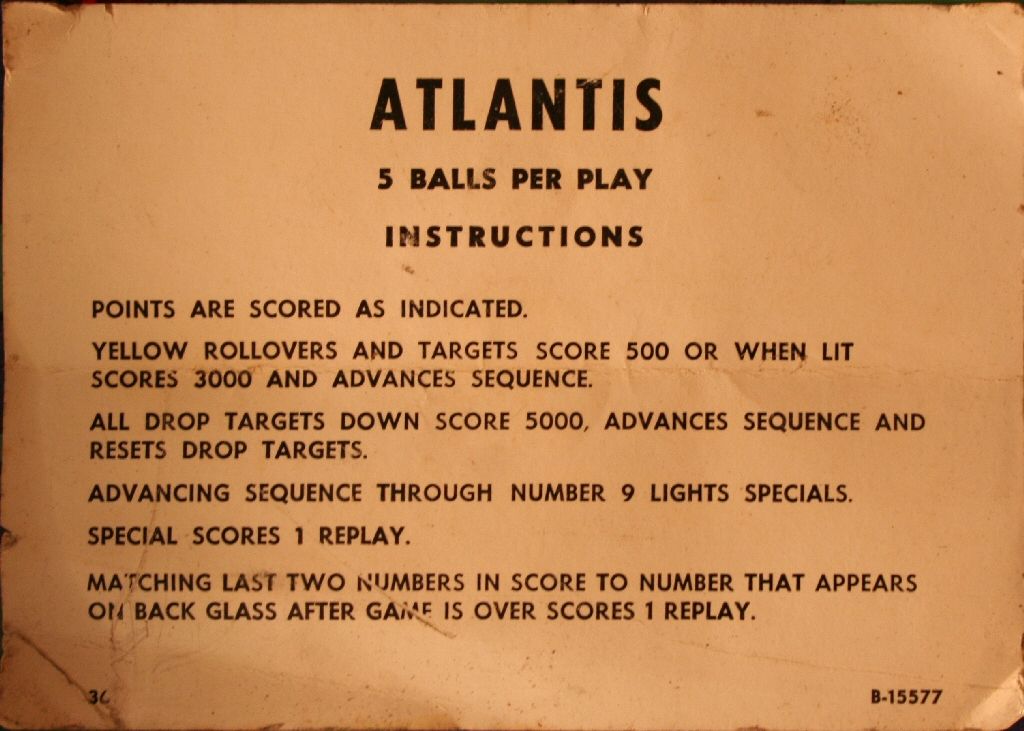 ATLANTIS
5 BALLS PER PLAY
INSTRUCTIONS
POINTS ARE SCORED AS INDICATED.
YELLOW ROLLOVERS AND TARGETS SCORE 500 OR WHEN LIT
SCORES 3000 AND ADVANCES SEQUENCE.
ALL DROP TARGETS DOWN SCORE 5000, ADVANCES SEQUENCE AND
RESETS DROP TARGETS.
ADVANCING SEQUENCE THROUGH NUMBER 9 LIGHTS SPECIALS.
SPECIAL SCORES 1 REPLAY.
MATCHING LAST TWO NUMBERS IN SCORE TO NUMBER THAT APPEARS
ON BACK GLASS AFTER GAME IS OVER SCORES 1 REPLAY.
B-15577